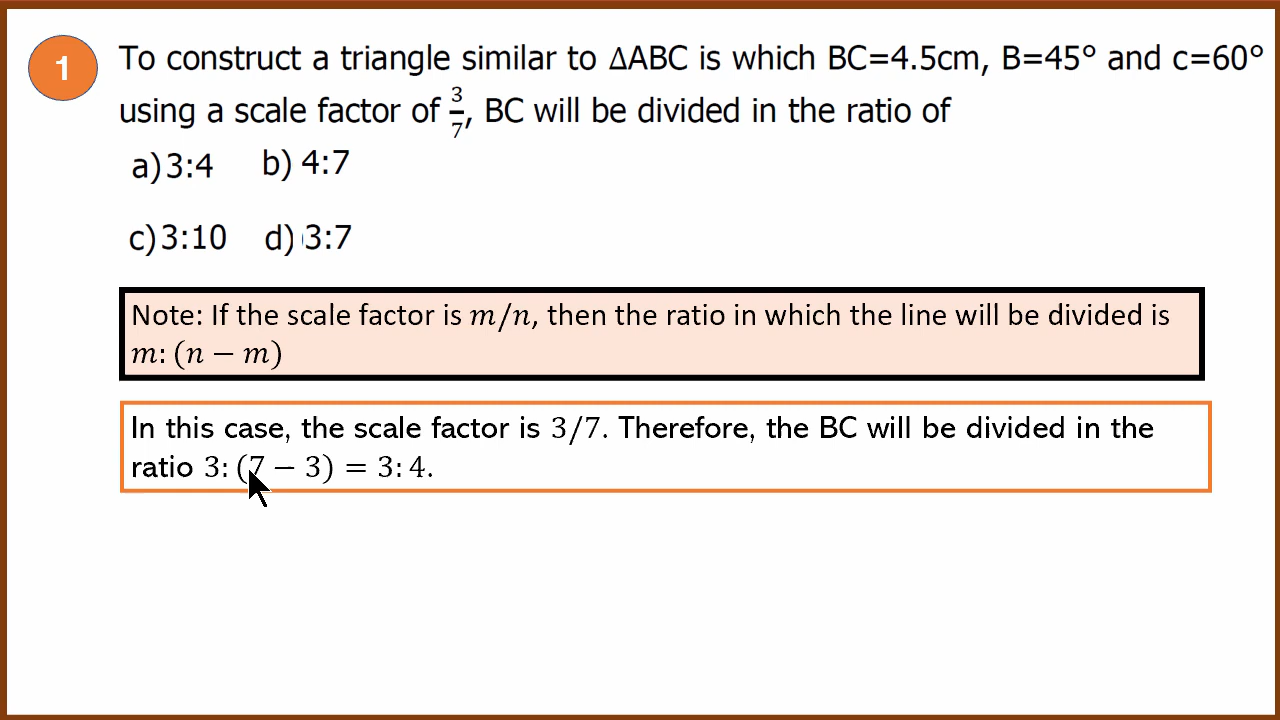 1
To construct a triangle similar to ∆ABC is which BC=4.5cm, B=45° and c=60°
using a scale factor of 3/7, BC will be divided in the ratio of
a)3:4 b) 4:7
c)3:10 d)(3:7
Note: If the scale factor is m/n, then the ratio in which the line will be divided is
m: (n − m)
In this case, the scale factor is 3/7. Therefore, the BC will be divided in the
ratio 3: (7 − 3) = 3: 4.